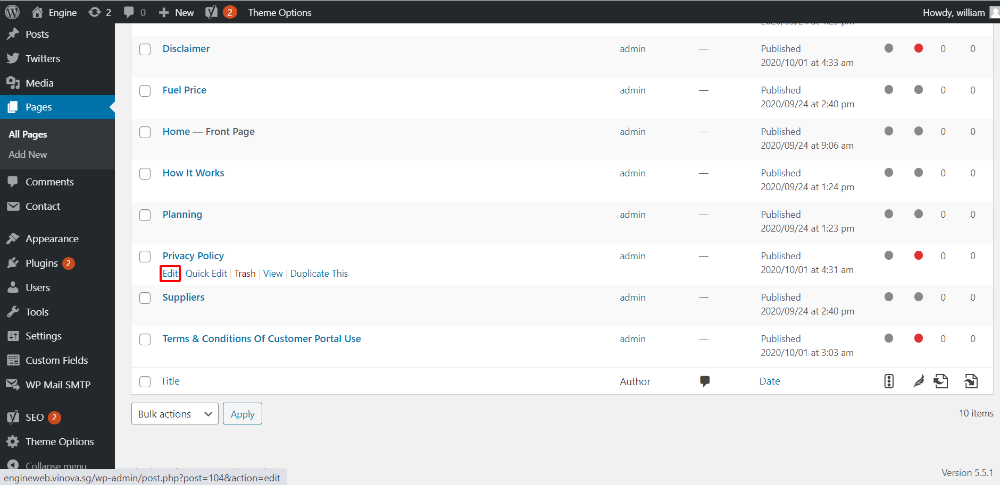 Engine 2 0 New 2 Theme Options Howdy, william
Posts
Twitters
Media
Pages
All Pages
Add New
Comments
Contact
Appearance
Plugins 2
Users
Tools
Settings
Custom Fields
WP Mail SMTP
SEO 2
Theme Options
Collapse menu
Disclaimer admin — Published 0 0
2020/10/01 at 4:33 am
Fuel Price admin — Published 0 0
2020/09/24 at 2:40 pm
Home — Front Page admin — Published 0 0
2020/09/24 at 9:06 am
How It Works admin — Published 0 0
2020/09/24 at 1:24 pm
Planning admin — Published 0 0
2020/09/24 at 1:23 pm
Privacy Policy admin — Published 0 0
2020/10/01 at 4:31 am
Edit | Quick Edit | Trash | View | Duplicate This
Suppliers admin — Published 0 0
2020/09/24 at 2:40 pm
Terms & Conditions Of Customer Portal Use admin — Published 0 0
2020/10/01 at 3:03 am
Title Author Date
Bulk actions Apply 10 items
Version 5.5.1
engineweb.vinova.sg/wp-admin/post.php?post=104&action=edit